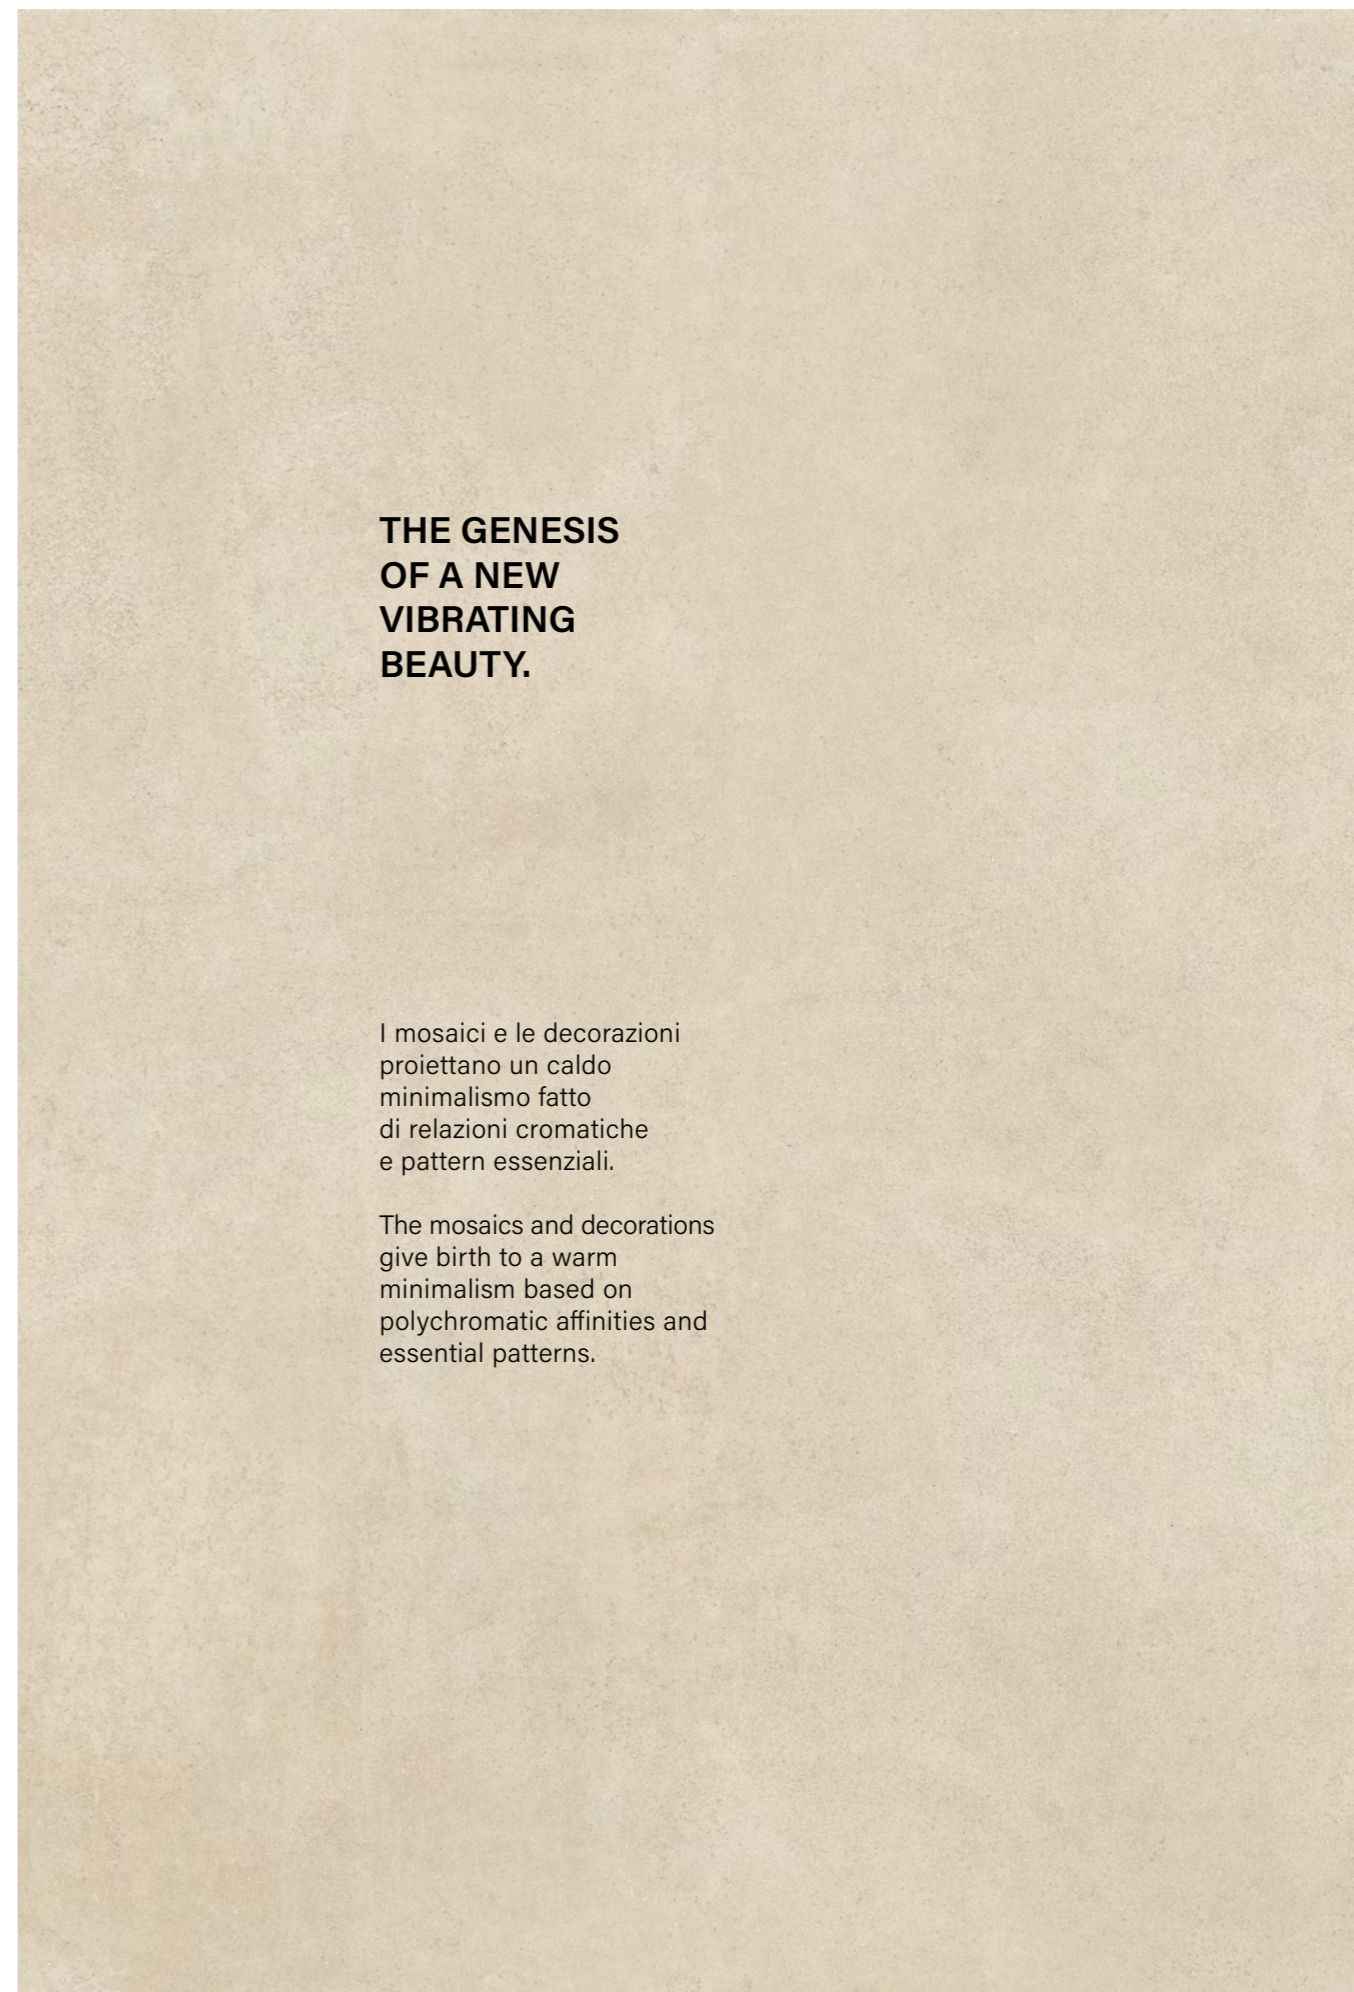 THE GENESIS
OF A NEW
VIBRATING
BEAUTY.
I mosaici e le decorazioni
proiettano un caldo
minimalismo fatto
di relazioni cromatiche
e pattern essenziali.
The mosaics and decorations
give birth to a warm
minimalism based on
polychromatic affinities and
essential patterns.